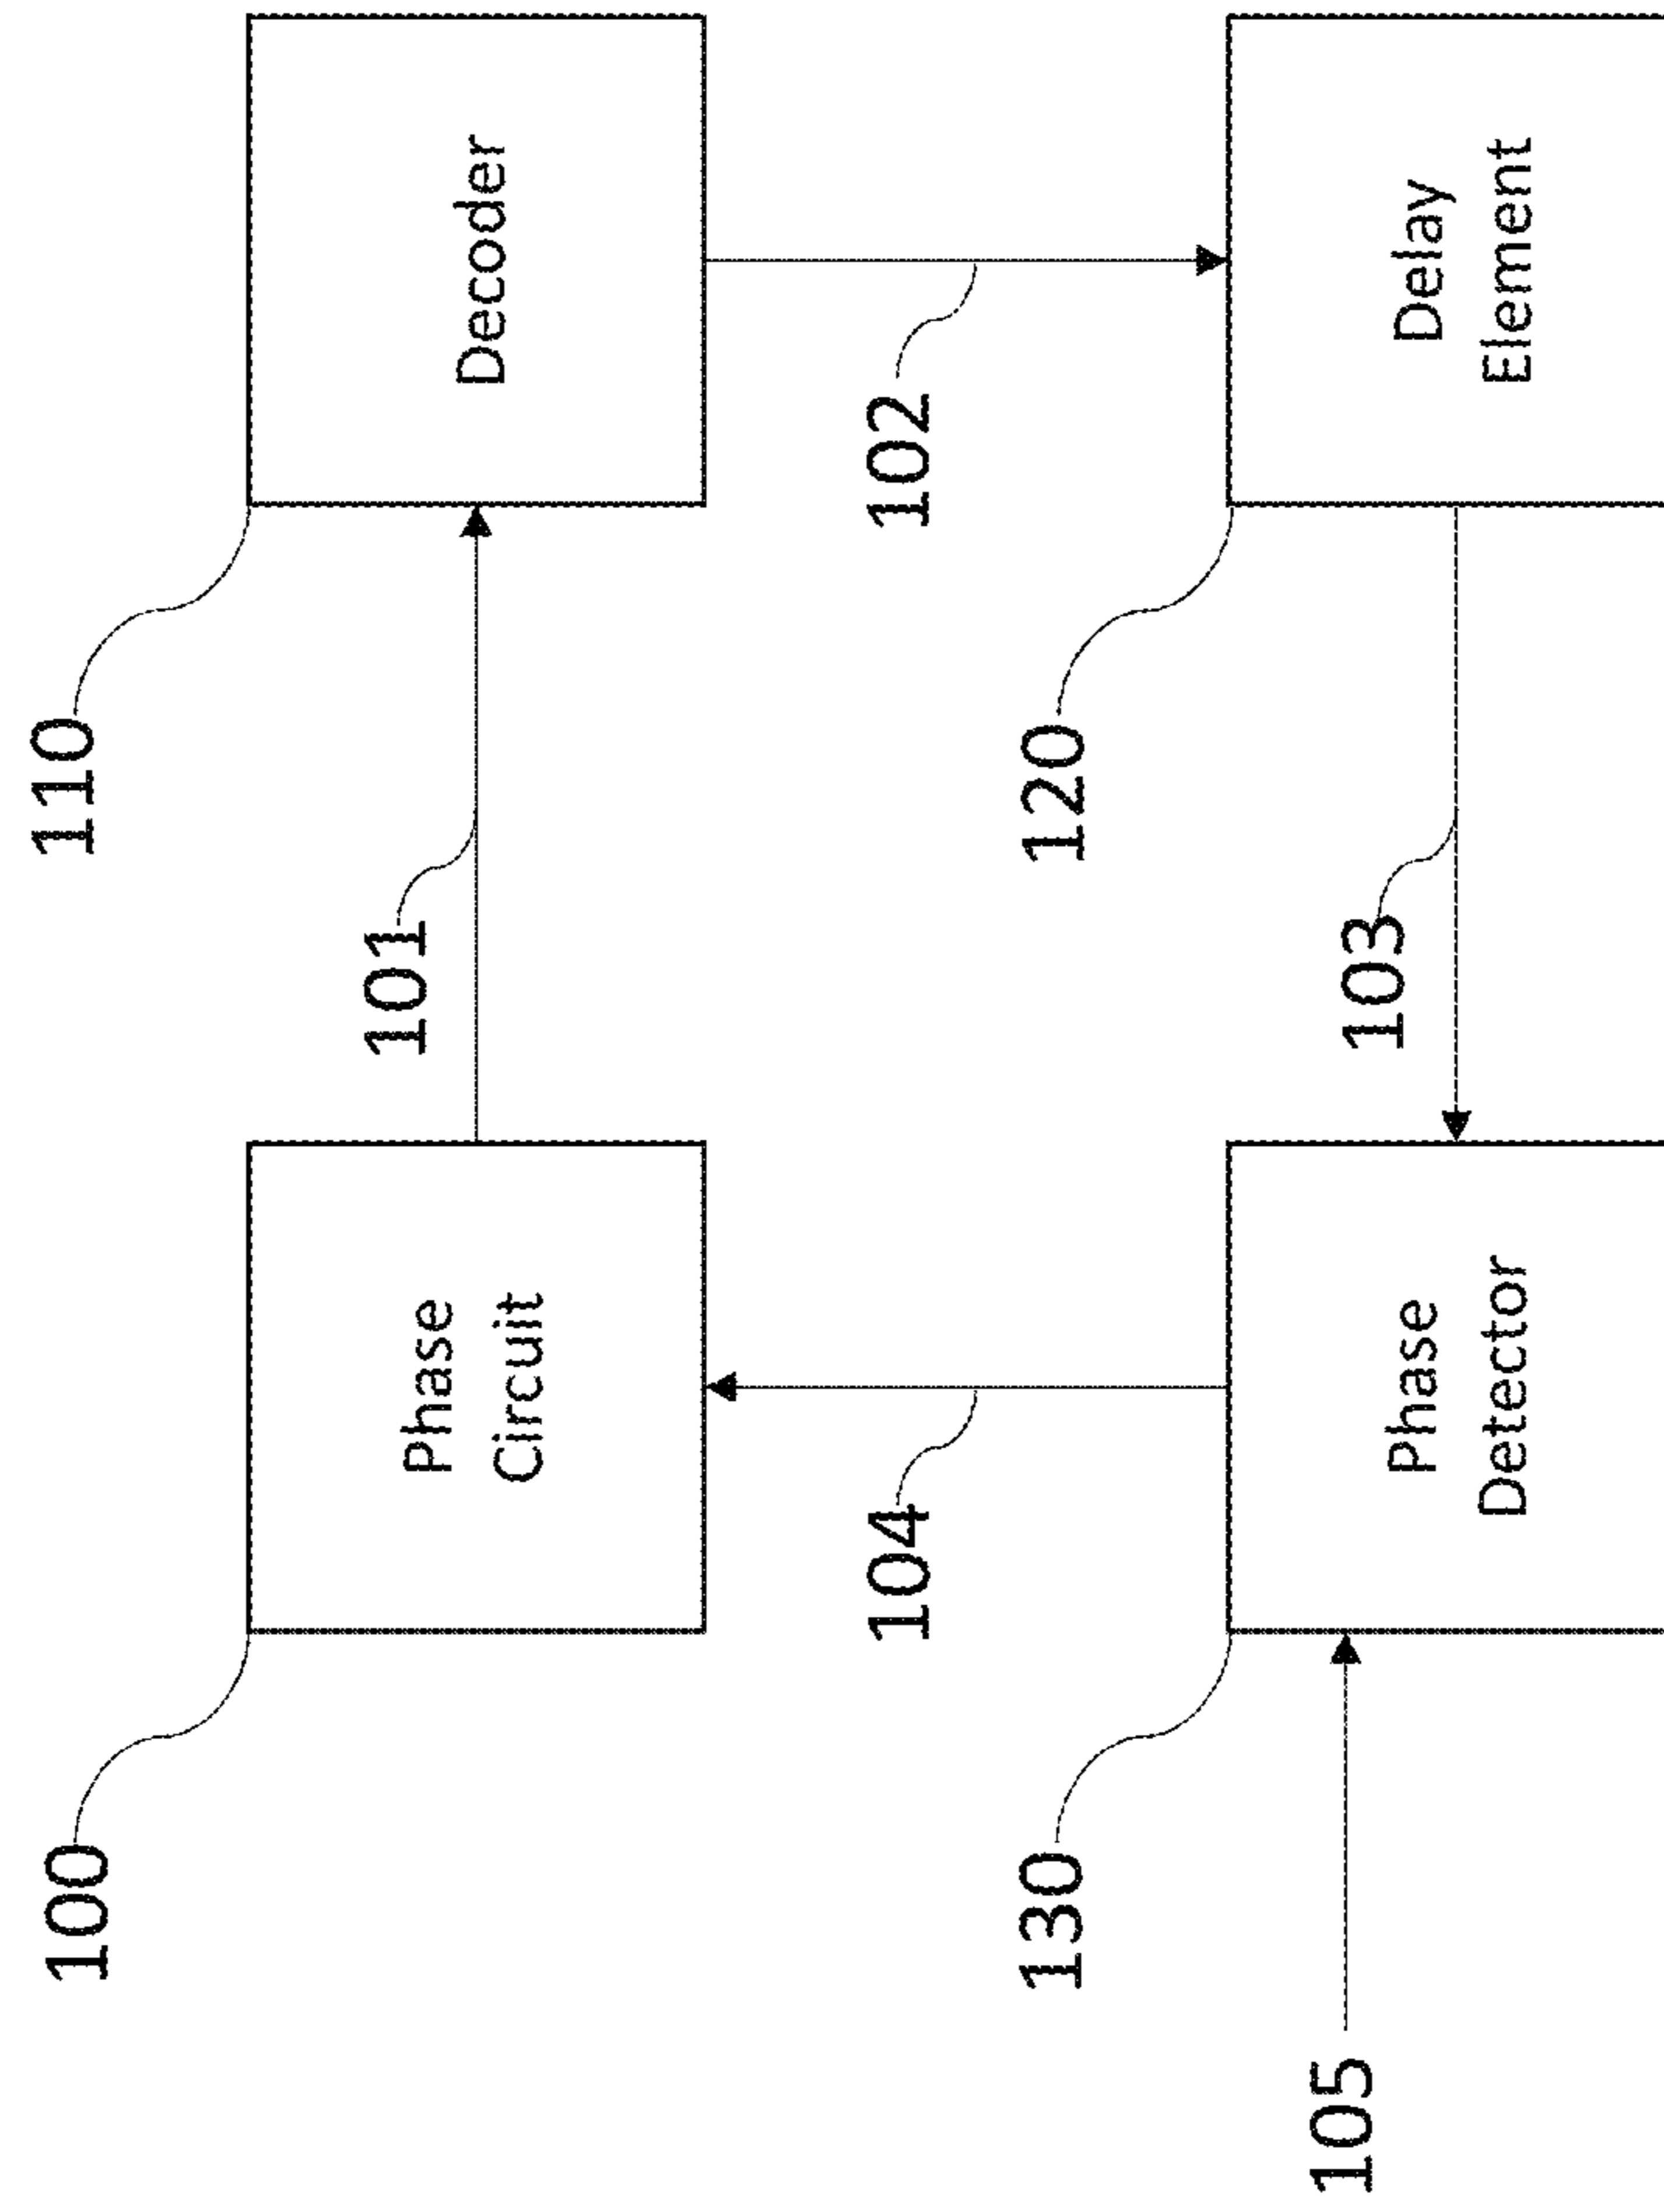 100
110
Phase
Circuit
Decoder
101
104
102
130
120
Phase
Detector
Delay
Element
105
103